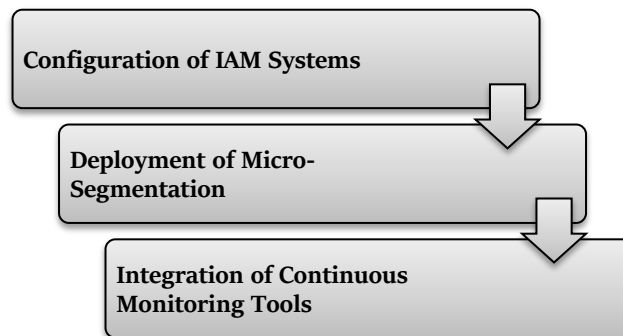 Configuration of IAM Systems
Deployment of Micro-
Segmentation
Integration of Continuous
Monitoring Tools